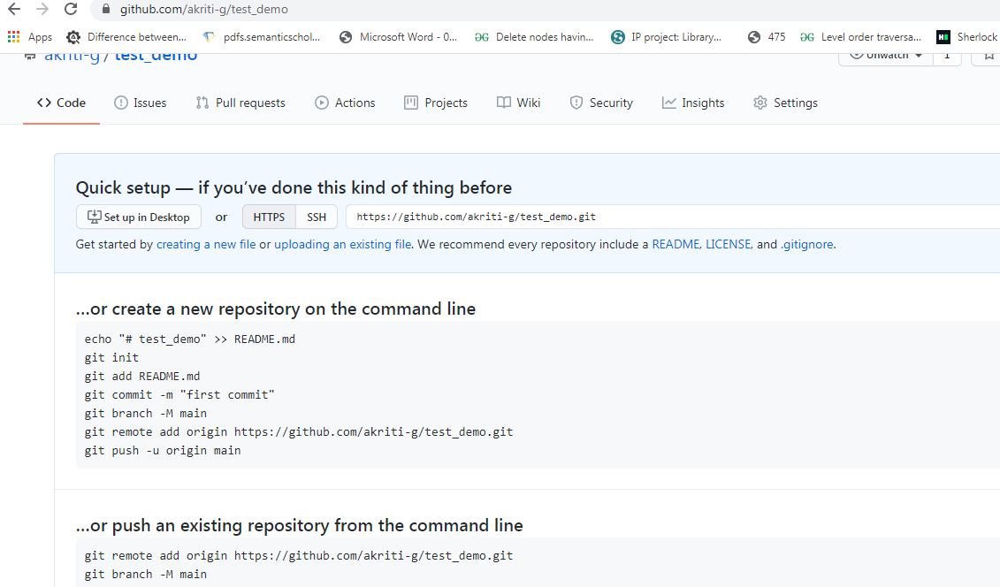 github.com/akriti-g/test_demo
Apps Difference between... pdfs.semanticschol... Microsoft Word - 0... Delete nodes havin... IP project: Library... 475 Level order traversa... Sherlock
akriti-g / test_demo Unwatch 1
<> Code Issues Pull requests Actions Projects Wiki Security Insights Settings
Quick setup — if you’ve done this kind of thing before
Set up in Desktop or HTTPS SSH https://github.com/akriti-g/test_demo.git
Get started by creating a new file or uploading an existing file. We recommend every repository include a README, LICENSE, and .gitignore.
…or create a new repository on the command line
echo "# test_demo" >> README.md
git init
git add README.md
git commit -m "first commit"
git branch -M main
git remote add origin https://github.com/akriti-g/test_demo.git
git push -u origin main
…or push an existing repository from the command line
git remote add origin https://github.com/akriti-g/test_demo.git
git branch -M main